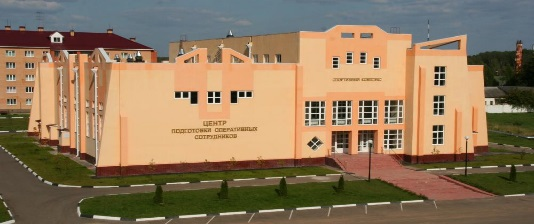 ЦЕНТР
ПОДГОТОВКИ ОПЕРАТИВНЫХ
СОТРУДНИКОВ
СПОРТИВНЫЙ КОМПЛЕКС